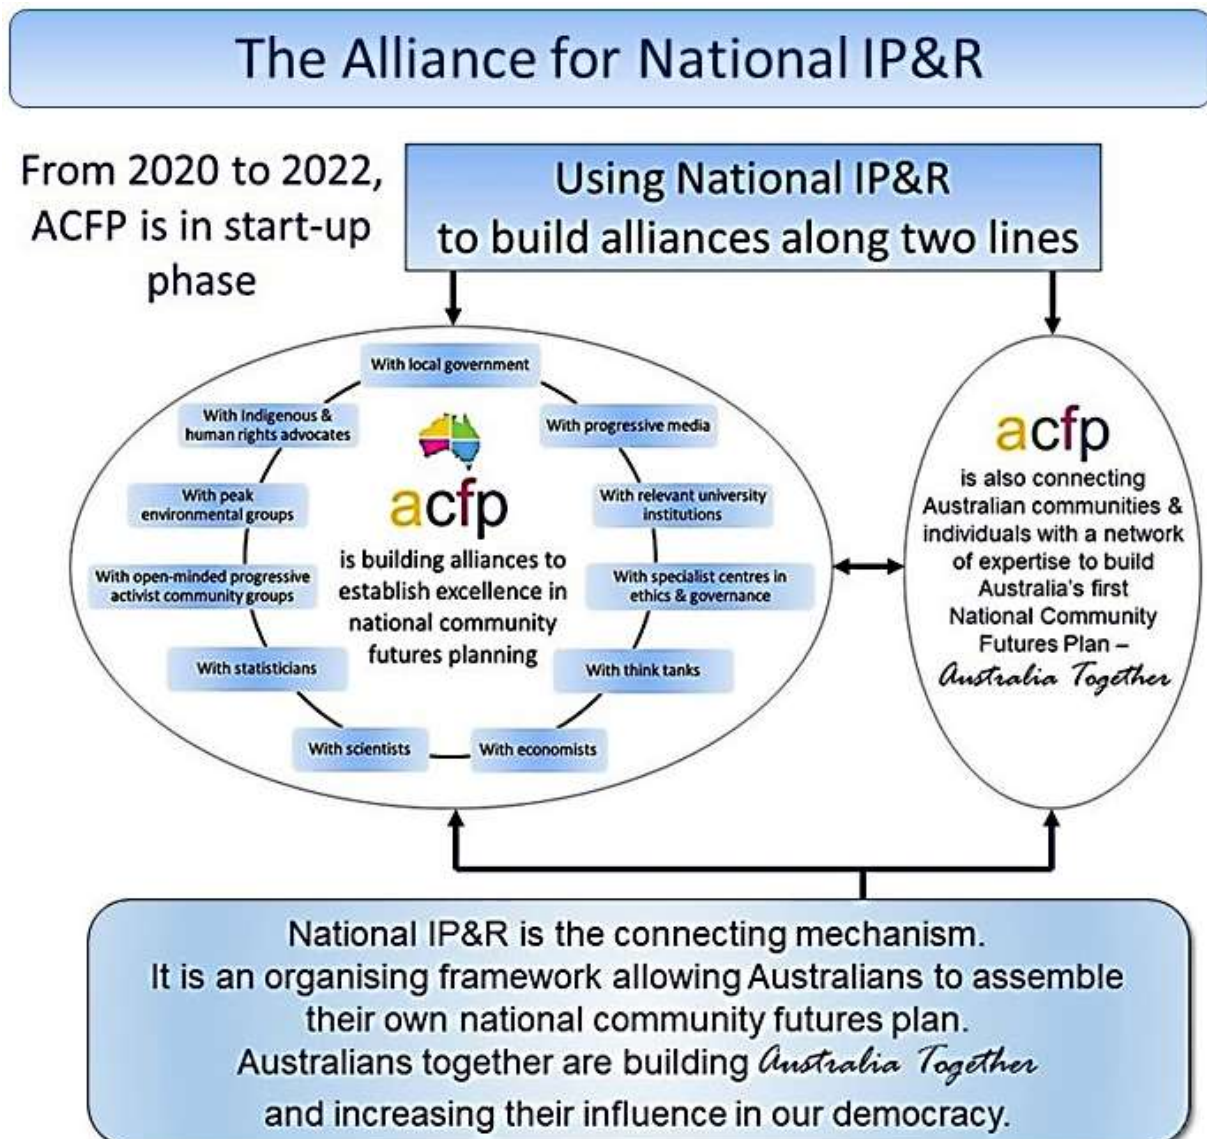 The Alliance for National IP&R
From 2020 to 2022,
ACFP is in start-up
phase
Using National IP&R
to build alliances along two lines
With local government
With Indigenous &
human rights advocates
With progressive media
With peak
environmental groups
With relevant university
institutions
With open-minded progressive
activist community groups
With specialist centres in
ethics & governance
With statisticians
With think tanks
With scientists
With economists
acfp
is building alliances to
establish excellence in
national community
futures planning
acfp
is also connecting
Australian communities &
individuals with a network
of expertise to build
Australia's first
National Community
Futures Plan –
Australia Together
National IP&R is the connecting mechanism.
It is an organising framework allowing Australians to assemble
their own national community futures plan.
Australians together are building Australia Together
and increasing their influence in our democracy.